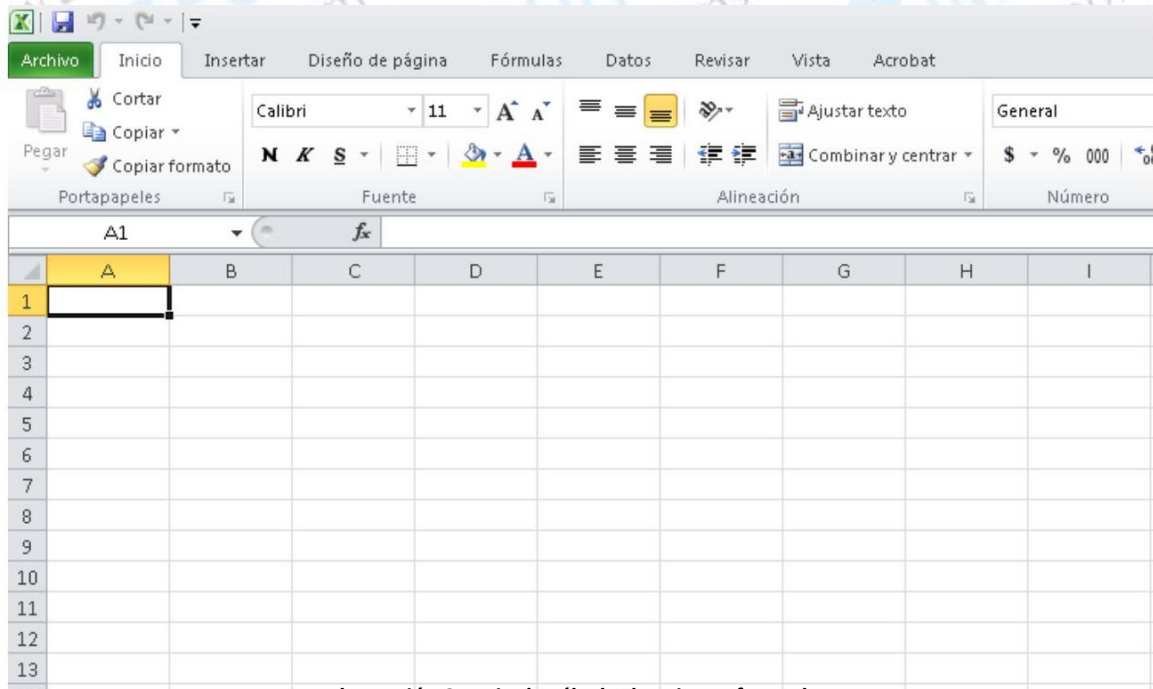 Archivo Inicio Insertar Diseño de página Fórmulas Datos Revisar Vista Acrobat
Pegar
Cortar
Copiar
Copiar formato
Portapapeles
Calibri 11 A A
N K S A
Fuente
Ajustar texto
Combinar y centrar
Alineación
General
$ % 000
Número
A1 fx
A B C D E F G H I
1
2
3
4
5
6
7
8
9
10
11
12
13